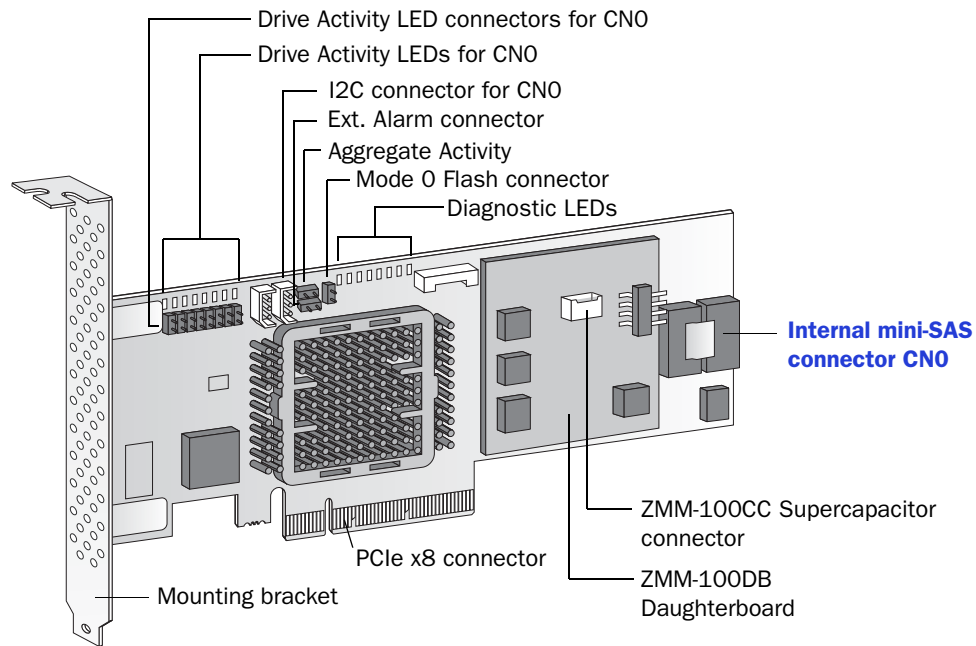 Drive Activity LED connectors for CN0
Drive Activity LEDs for CN0
I2C connector for CN0
Ext. Alarm connector
Aggregate Activity
Mode 0 Flash connector
Diagnostic LEDs
Internal mini-SAS
connector CN0
ZMM-100CC Supercapacitor
connector
PCIe x8 connector
ZMM-100DB
Daughterboard
Mounting bracket